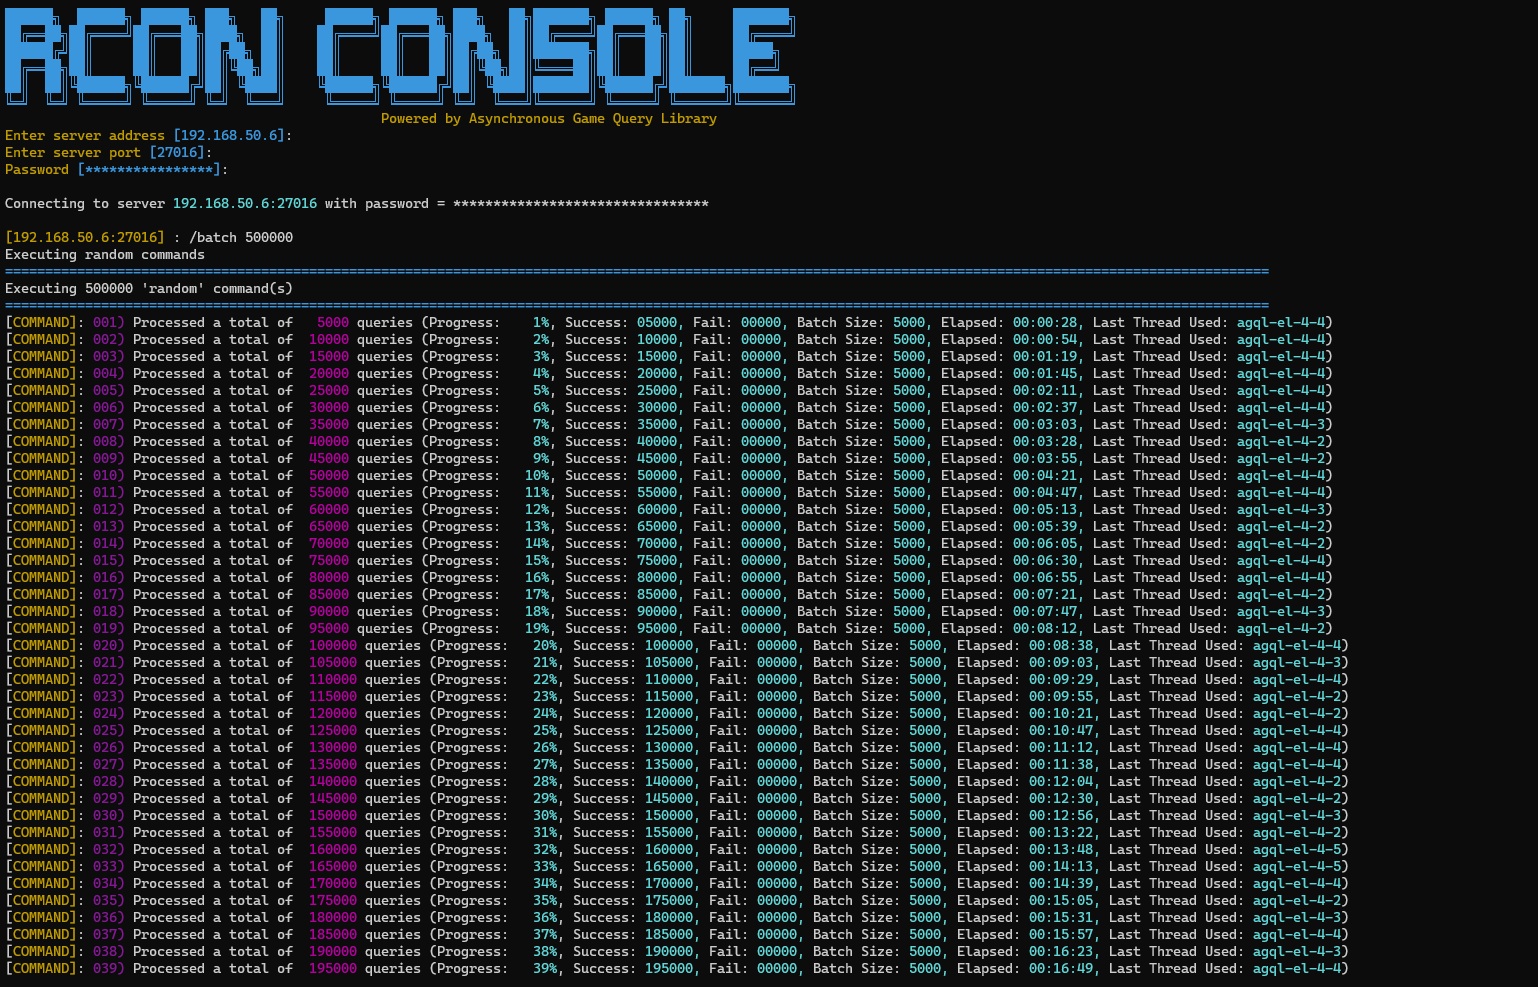 RCON CONSOLE
Powered by Asynchronous Game Query Library
Enter server address [192.168.50.6]:
Enter server port [27016]:
Password [****************]:
Connecting to server 192.168.50.6:27016 with password = ********************************
[192.168.50.6:27016] : /batch 500000
Executing random commands
==============================================================================================================================================================
Executing 500000 'random' command(s)
==============================================================================================================================================================
[COMMAND]: 001) Processed a total of   5000 queries (Progress:    1%, Success: 05000, Fail: 00000, Batch Size: 5000, Elapsed: 00:00:28, Last Thread Used: agql-el-4-4)
[COMMAND]: 002) Processed a total of  10000 queries (Progress:    2%, Success: 10000, Fail: 00000, Batch Size: 5000, Elapsed: 00:00:54, Last Thread Used: agql-el-4-4)
[COMMAND]: 003) Processed a total of  15000 queries (Progress:    3%, Success: 15000, Fail: 00000, Batch Size: 5000, Elapsed: 00:01:19, Last Thread Used: agql-el-4-4)
[COMMAND]: 004) Processed a total of  20000 queries (Progress:    4%, Success: 20000, Fail: 00000, Batch Size: 5000, Elapsed: 00:01:45, Last Thread Used: agql-el-4-4)
[COMMAND]: 005) Processed a total of  25000 queries (Progress:    5%, Success: 25000, Fail: 00000, Batch Size: 5000, Elapsed: 00:02:11, Last Thread Used: agql-el-4-4)
[COMMAND]: 006) Processed a total of  30000 queries (Progress:    6%, Success: 30000, Fail: 00000, Batch Size: 5000, Elapsed: 00:02:37, Last Thread Used: agql-el-4-4)
[COMMAND]: 007) Processed a total of  35000 queries (Progress:    7%, Success: 35000, Fail: 00000, Batch Size: 5000, Elapsed: 00:03:03, Last Thread Used: agql-el-4-3)
[COMMAND]: 008) Processed a total of  40000 queries (Progress:    8%, Success: 40000, Fail: 00000, Batch Size: 5000, Elapsed: 00:03:28, Last Thread Used: agql-el-4-2)
[COMMAND]: 009) Processed a total of  45000 queries (Progress:    9%, Success: 45000, Fail: 00000, Batch Size: 5000, Elapsed: 00:03:55, Last Thread Used: agql-el-4-2)
[COMMAND]: 010) Processed a total of  50000 queries (Progress:   10%, Success: 50000, Fail: 00000, Batch Size: 5000, Elapsed: 00:04:21, Last Thread Used: agql-el-4-4)
[COMMAND]: 011) Processed a total of  55000 queries (Progress:   11%, Success: 55000, Fail: 00000, Batch Size: 5000, Elapsed: 00:04:47, Last Thread Used: agql-el-4-4)
[COMMAND]: 012) Processed a total of  60000 queries (Progress:   12%, Success: 60000, Fail: 00000, Batch Size: 5000, Elapsed: 00:05:13, Last Thread Used: agql-el-4-3)
[COMMAND]: 013) Processed a total of  65000 queries (Progress:   13%, Success: 65000, Fail: 00000, Batch Size: 5000, Elapsed: 00:05:39, Last Thread Used: agql-el-4-2)
[COMMAND]: 014) Processed a total of  70000 queries (Progress:   14%, Success: 70000, Fail: 00000, Batch Size: 5000, Elapsed: 00:06:05, Last Thread Used: agql-el-4-2)
[COMMAND]: 015) Processed a total of  75000 queries (Progress:   15%, Success: 75000, Fail: 00000, Batch Size: 5000, Elapsed: 00:06:30, Last Thread Used: agql-el-4-4)
[COMMAND]: 016) Processed a total of  80000 queries (Progress:   16%, Success: 80000, Fail: 00000, Batch Size: 5000, Elapsed: 00:06:55, Last Thread Used: agql-el-4-4)
[COMMAND]: 017) Processed a total of  85000 queries (Progress:   17%, Success: 85000, Fail: 00000, Batch Size: 5000, Elapsed: 00:07:21, Last Thread Used: agql-el-4-2)
[COMMAND]: 018) Processed a total of  90000 queries (Progress:   18%, Success: 90000, Fail: 00000, Batch Size: 5000, Elapsed: 00:07:47, Last Thread Used: agql-el-4-3)
[COMMAND]: 019) Processed a total of  95000 queries (Progress:   19%, Success: 95000, Fail: 00000, Batch Size: 5000, Elapsed: 00:08:12, Last Thread Used: agql-el-4-2)
[COMMAND]: 020) Processed a total of  100000 queries (Progress:   20%, Success: 100000, Fail: 00000, Batch Size: 5000, Elapsed: 00:08:38, Last Thread Used: agql-el-4-4)
[COMMAND]: 021) Processed a total of  105000 queries (Progress:   21%, Success: 105000, Fail: 00000, Batch Size: 5000, Elapsed: 00:09:03, Last Thread Used: agql-el-4-3)
[COMMAND]: 022) Processed a total of  110000 queries (Progress:   22%, Success: 110000, Fail: 00000, Batch Size: 5000, Elapsed: 00:09:29, Last Thread Used: agql-el-4-4)
[COMMAND]: 023) Processed a total of  115000 queries (Progress:   23%, Success: 115000, Fail: 00000, Batch Size: 5000, Elapsed: 00:09:55, Last Thread Used: agql-el-4-2)
[COMMAND]: 024) Processed a total of  120000 queries (Progress:   24%, Success: 120000, Fail: 00000, Batch Size: 5000, Elapsed: 00:10:21, Last Thread Used: agql-el-4-2)
[COMMAND]: 025) Processed a total of  125000 queries (Progress:   25%, Success: 125000, Fail: 00000, Batch Size: 5000, Elapsed: 00:10:47, Last Thread Used: agql-el-4-4)
[COMMAND]: 026) Processed a total of  130000 queries (Progress:   26%, Success: 130000, Fail: 00000, Batch Size: 5000, Elapsed: 00:11:12, Last Thread Used: agql-el-4-4)
[COMMAND]: 027) Processed a total of  135000 queries (Progress:   27%, Success: 135000, Fail: 00000, Batch Size: 5000, Elapsed: 00:11:38, Last Thread Used: agql-el-4-4)
[COMMAND]: 028) Processed a total of  140000 queries (Progress:   28%, Success: 140000, Fail: 00000, Batch Size: 5000, Elapsed: 00:12:04, Last Thread Used: agql-el-4-2)
[COMMAND]: 029) Processed a total of  145000 queries (Progress:   29%, Success: 145000, Fail: 00000, Batch Size: 5000, Elapsed: 00:12:30, Last Thread Used: agql-el-4-2)
[COMMAND]: 030) Processed a total of  150000 queries (Progress:   30%, Success: 150000, Fail: 00000, Batch Size: 5000, Elapsed: 00:12:56, Last Thread Used: agql-el-4-3)
[COMMAND]: 031) Processed a total of  155000 queries (Progress:   31%, Success: 155000, Fail: 00000, Batch Size: 5000, Elapsed: 00:13:22, Last Thread Used: agql-el-4-2)
[COMMAND]: 032) Processed a total of  160000 queries (Progress:   32%, Success: 160000, Fail: 00000, Batch Size: 5000, Elapsed: 00:13:48, Last Thread Used: agql-el-4-5)
[COMMAND]: 033) Processed a total of  165000 queries (Progress:   33%, Success: 165000, Fail: 00000, Batch Size: 5000, Elapsed: 00:14:13, Last Thread Used: agql-el-4-5)
[COMMAND]: 034) Processed a total of  170000 queries (Progress:   34%, Success: 170000, Fail: 00000, Batch Size: 5000, Elapsed: 00:14:39, Last Thread Used: agql-el-4-4)
[COMMAND]: 035) Processed a total of  175000 queries (Progress:   35%, Success: 175000, Fail: 00000, Batch Size: 5000, Elapsed: 00:15:05, Last Thread Used: agql-el-4-2)
[COMMAND]: 036) Processed a total of  180000 queries (Progress:   36%, Success: 180000, Fail: 00000, Batch Size: 5000, Elapsed: 00:15:31, Last Thread Used: agql-el-4-3)
[COMMAND]: 037) Processed a total of  185000 queries (Progress:   37%, Success: 185000, Fail: 00000, Batch Size: 5000, Elapsed: 00:15:57, Last Thread Used: agql-el-4-4)
[COMMAND]: 038) Processed a total of  190000 queries (Progress:   38%, Success: 190000, Fail: 00000, Batch Size: 5000, Elapsed: 00:16:23, Last Thread Used: agql-el-4-3)
[COMMAND]: 039) Processed a total of  195000 queries (Progress:   39%, Success: 195000, Fail: 00000, Batch Size: 5000, Elapsed: 00:16:49, Last Thread Used: agql-el-4-4)